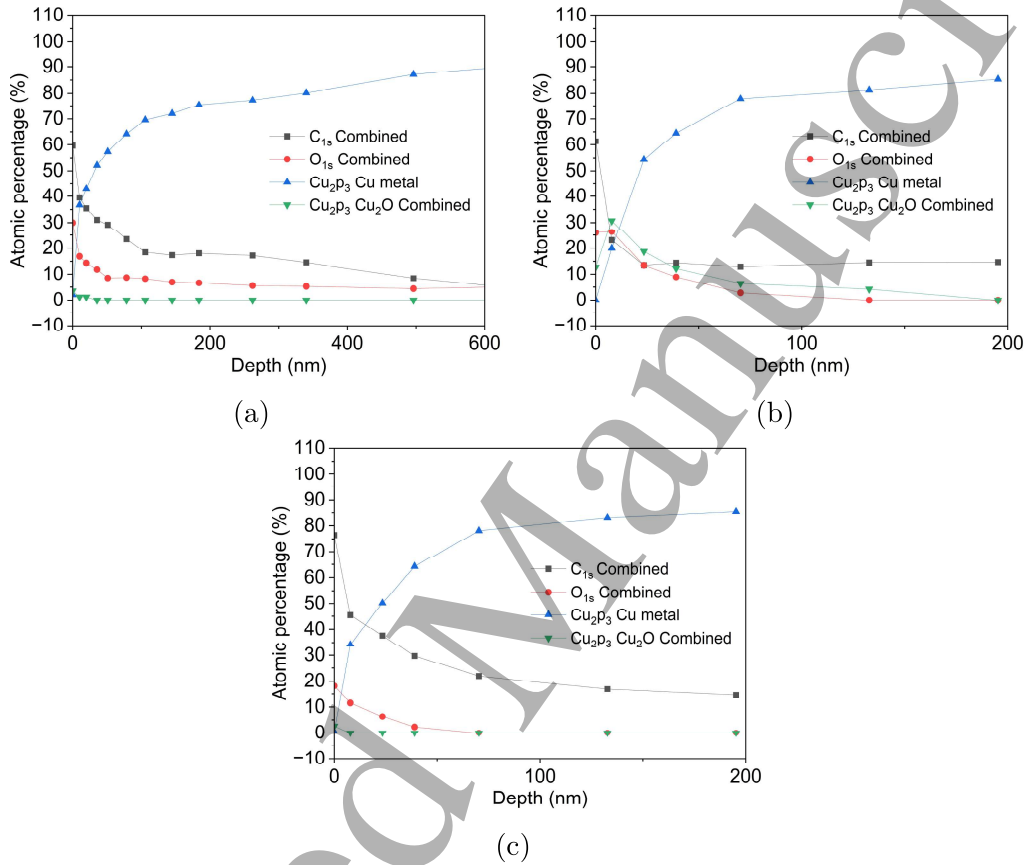 110
100
90
80
70
60
50
40
30
20
10
0
−10
Atomic percentage (%)
C1s Combined
O1s Combined
Cu2p3 Cu metal
Cu2p3 Cu2O Combined
0 200 400 600
Depth (nm)
(a)
110
100
90
80
70
60
50
40
30
20
10
0
−10
Atomic percentage (%)
C1s Combined
O1s Combined
Cu2p3 Cu metal
Cu2p3 Cu2O Combined
0 100 200
Depth (nm)
(b)
110
100
90
80
70
60
50
40
30
20
10
0
−10
Atomic percentage (%)
C1s Combined
O1s Combined
Cu2p3 Cu metal
Cu2p3 Cu2O Combined
0 100 200
Depth (nm)
(c)
ed Manuscr